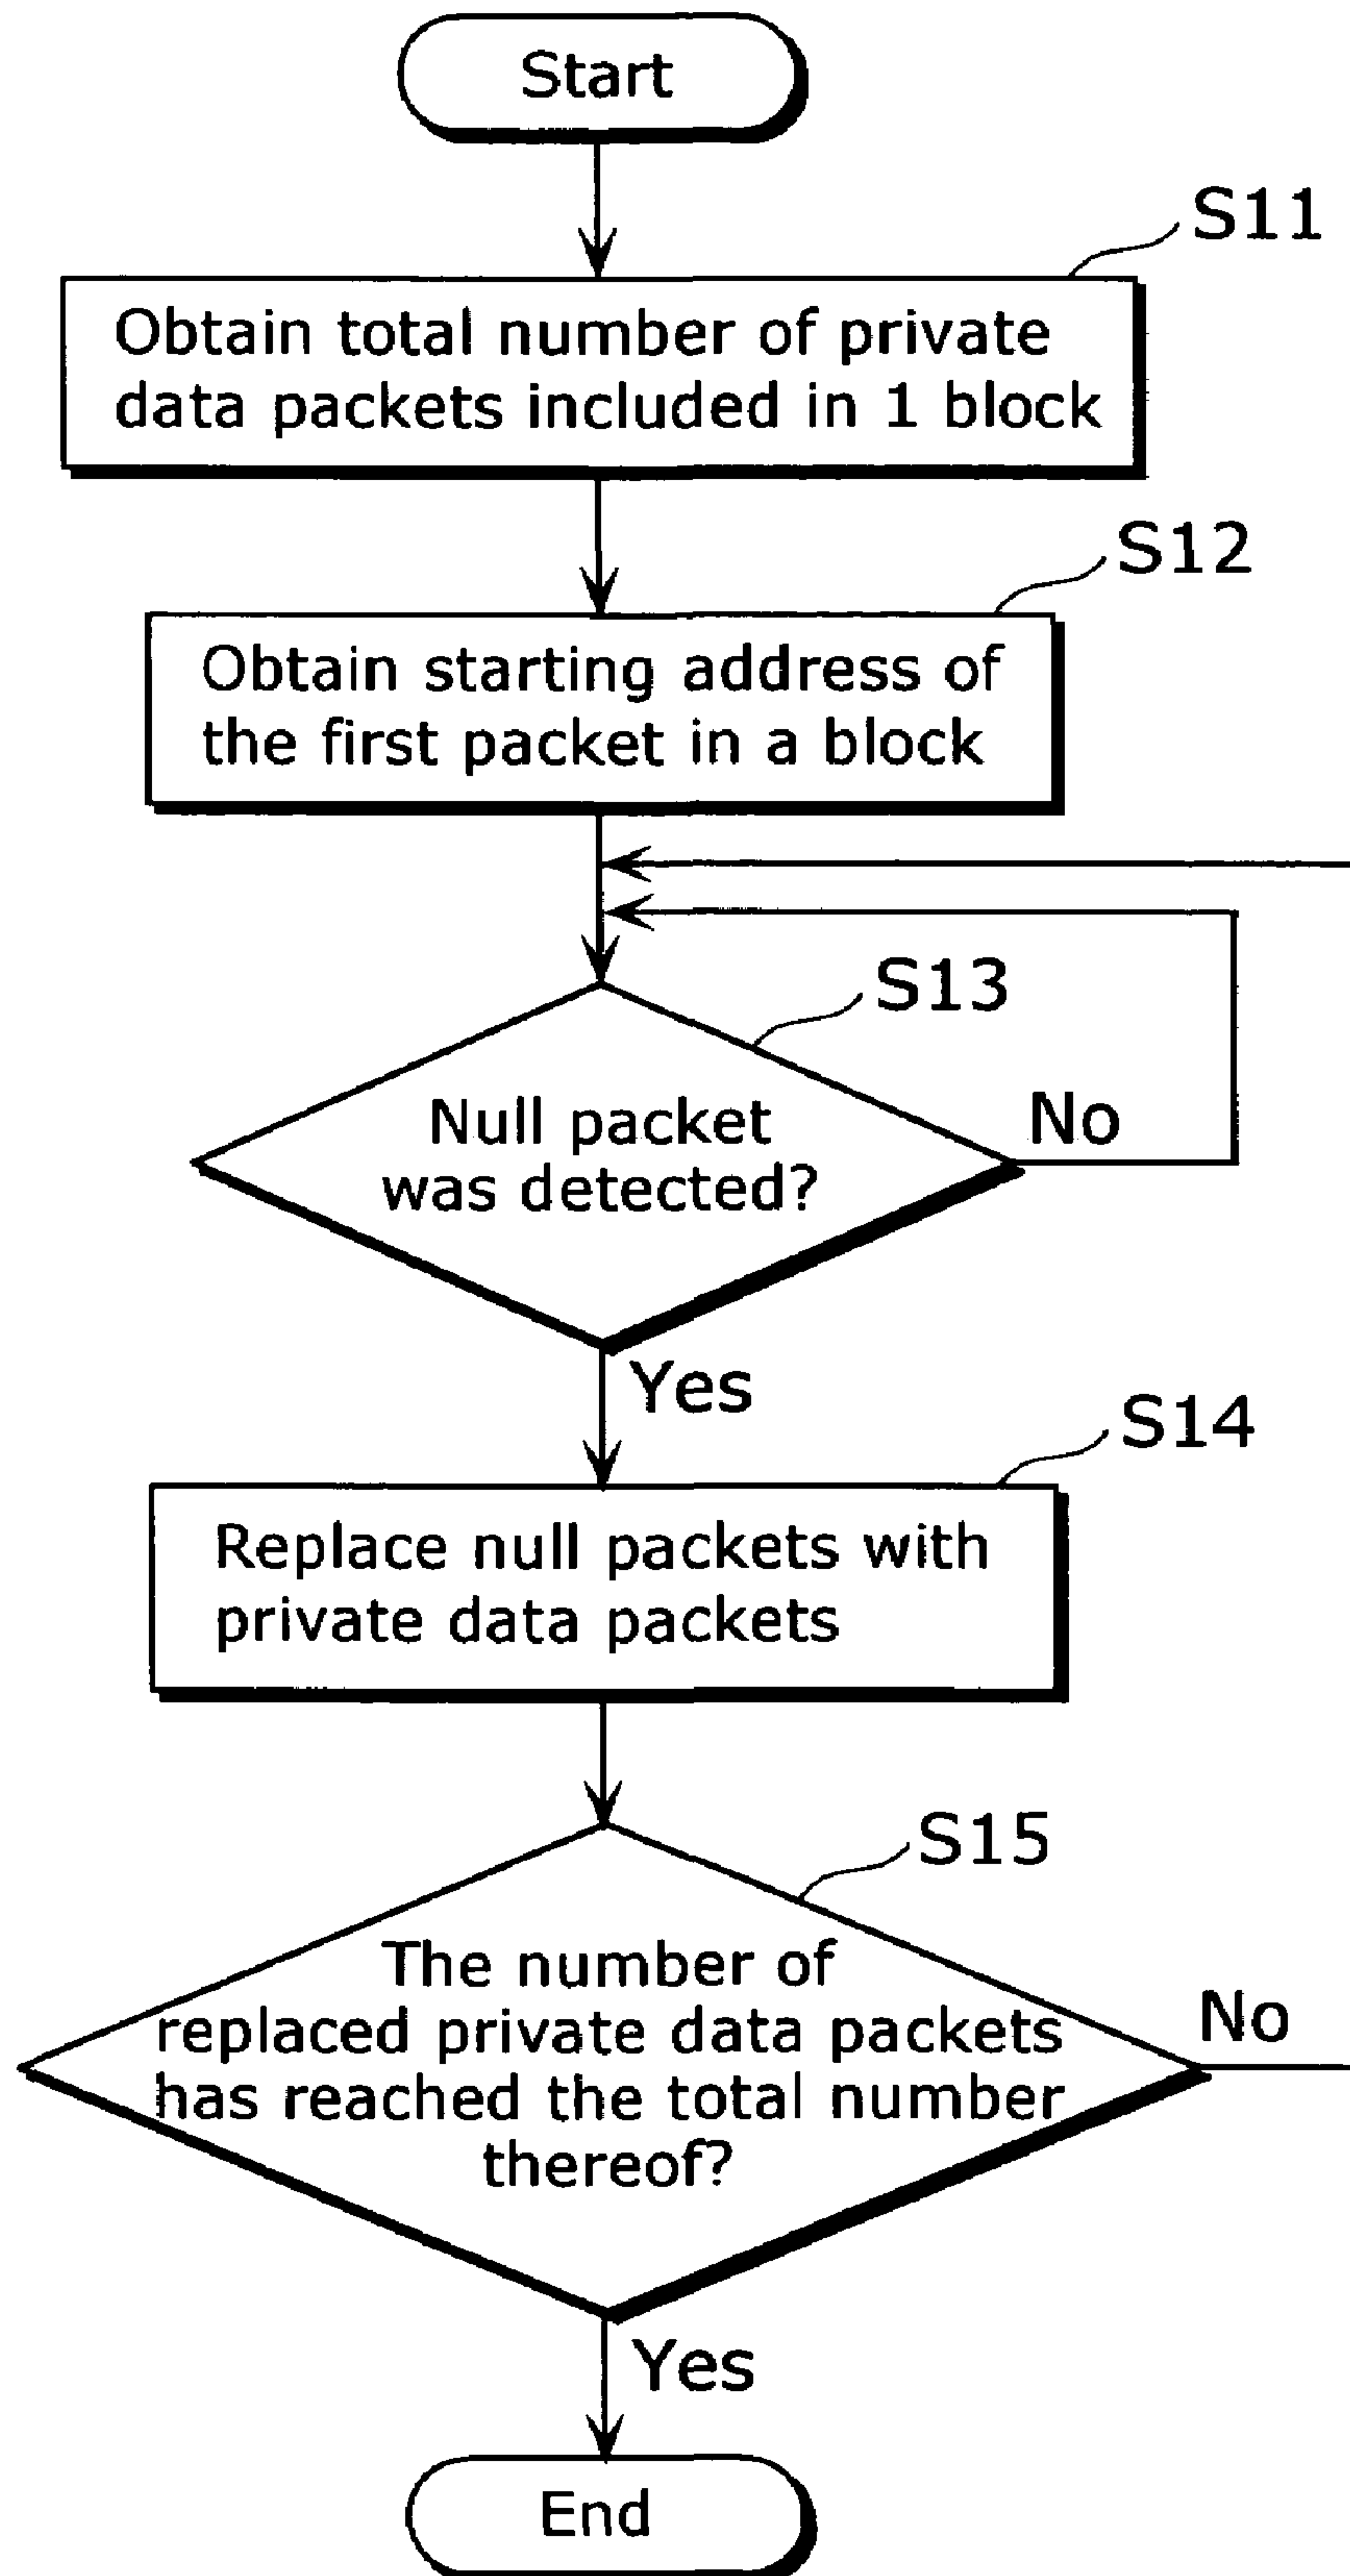 Start
S11
Obtain total number of private
data packets included in 1 block
S12
Obtain starting address of
the first packet in a block
S13
Null packet
was detected?
No
Yes
S14
Replace null packets with
private data packets
S15
The number of
replaced private data packets
has reached the total number
thereof?
No
Yes
End